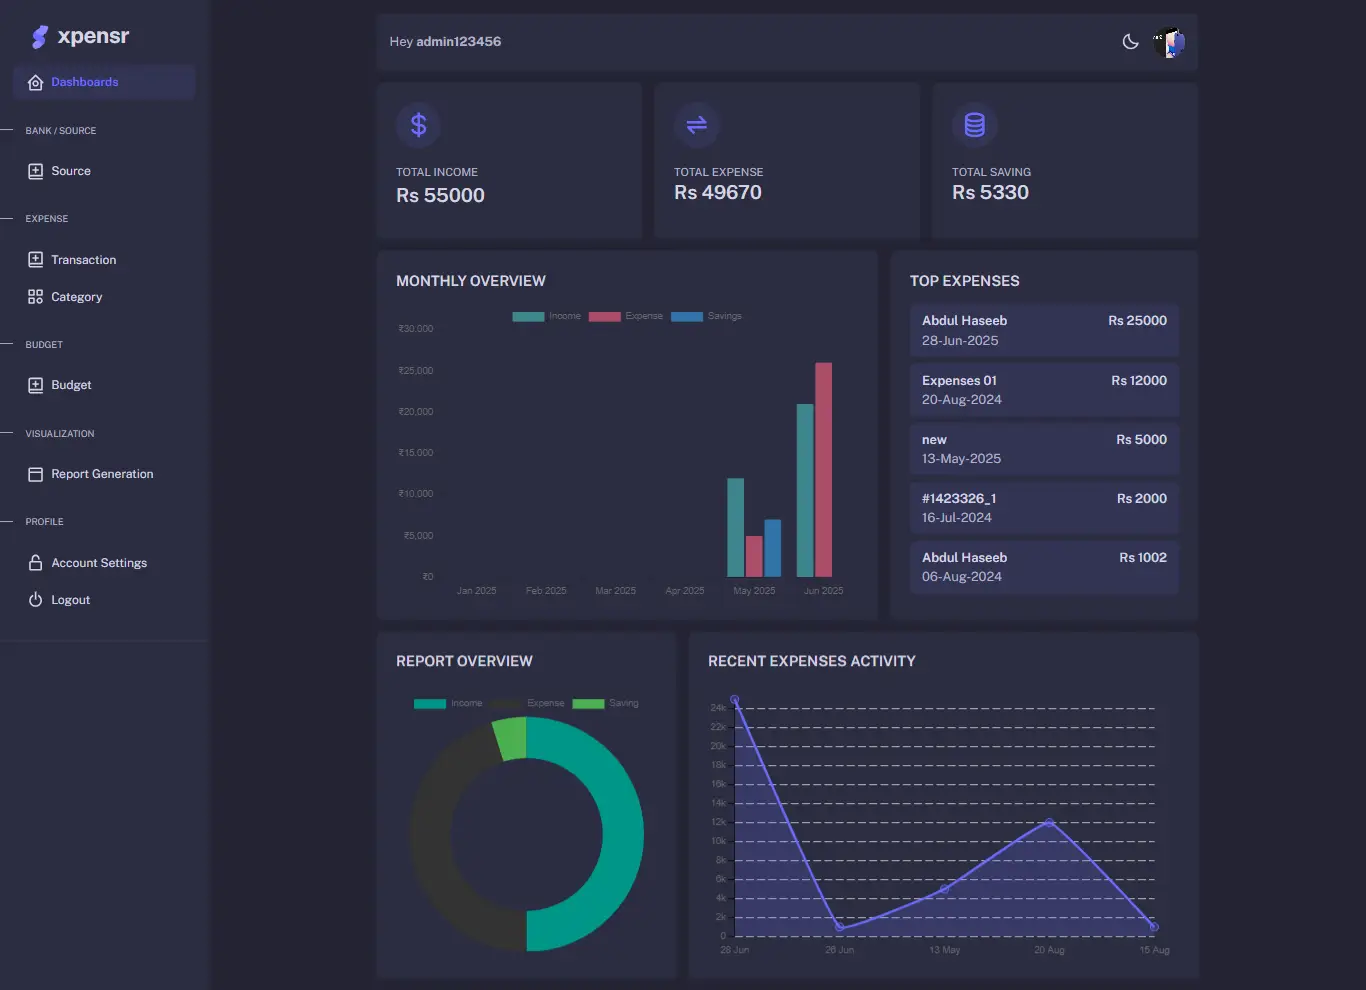 xpensr
Dashboards
BANK / SOURCE
Source
EXPENSE
Transaction
Category
BUDGET
Budget
VISUALIZATION
Report Generation
PROFILE
Account Settings
Logout
Hey admin123456
TOTAL INCOME
Rs 55000
TOTAL EXPENSE
Rs 49670
TOTAL SAVING
Rs 5330
MONTHLY OVERVIEW
Income Expense Savings
₹30,000
₹25,000
₹20,000
₹15,000
₹10,000
₹5,000
₹0
Jan 2025 Feb 2025 Mar 2025 Apr 2025 May 2025 Jun 2025
TOP EXPENSES
Abdul Haseeb Rs 25000
28-Jun-2025
Expenses 01 Rs 12000
20-Aug-2024
new Rs 5000
13-May-2025
#1423326_1 Rs 2000
16-Jul-2024
Abdul Haseeb Rs 1002
06-Aug-2024
REPORT OVERVIEW
Income Expense Saving
RECENT EXPENSES ACTIVITY
24k
22k
20k
18k
16k
14k
12k
10k
8k
6k
4k
2k
0
28 Jun 26 Jun 13 May 20 Aug 15 Aug